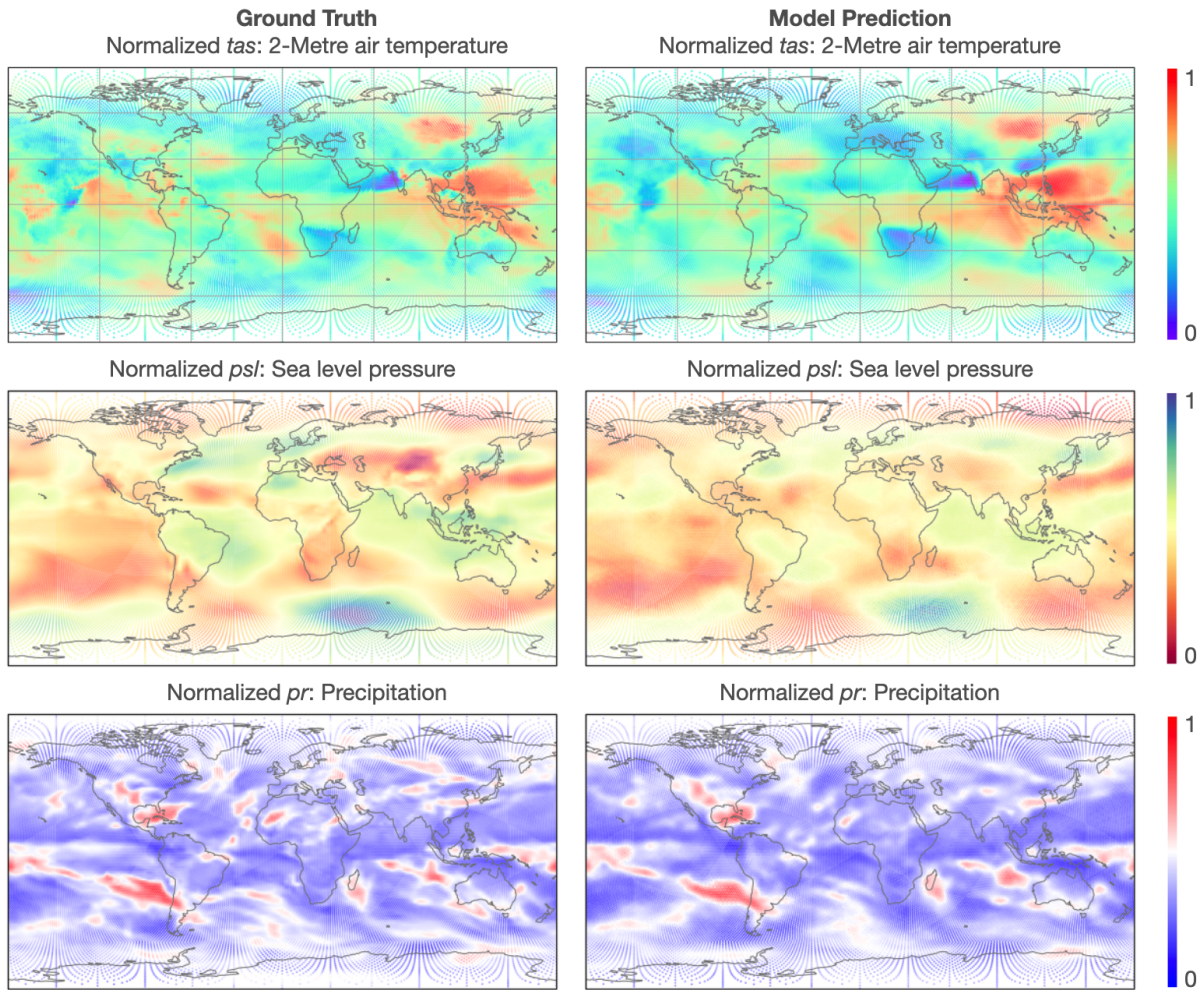 Ground Truth
Model Prediction
Normalized tas: 2-Metre air temperature
Normalized tas: 2-Metre air temperature
1
0
Normalized psl: Sea level pressure
Normalized psl: Sea level pressure
1
0
Normalized pr: Precipitation
Normalized pr: Precipitation
1
0